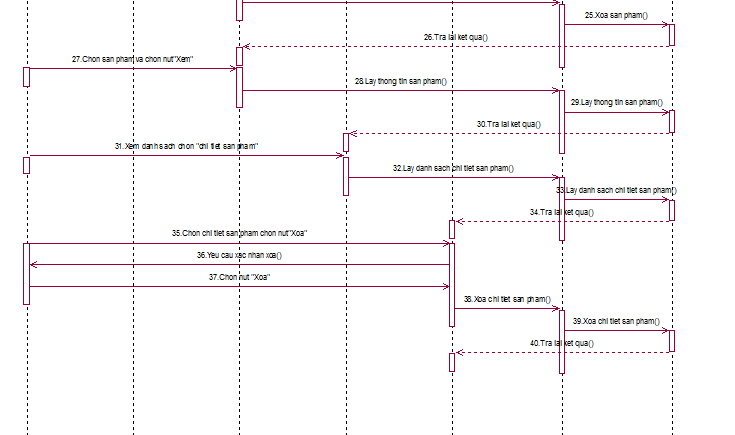 25.Xoa san pham()
26.Tra lai ket qua()
27.Chon san pham va chon nut"Xem"
28.Lay thong tin san pham()
29.Lay thong tin san pham()
30.Tra lai ket qua()
31.Xem danh sach chon "chi tiet san pham"
32.Lay danh sach chi tiet san pham()
33.Lay danh sach chi tiet san pham()
34.Tra lai ket qua()
35.Chon chi tiet san pham chon nut"Xoa"
36.Yeu cau xac nhan xoa()
37.Chon nut "Xoa"
38.Xoa chi tiet san pham()
39.Xoa chi tiet san pham()
40.Tra lai ket qua()